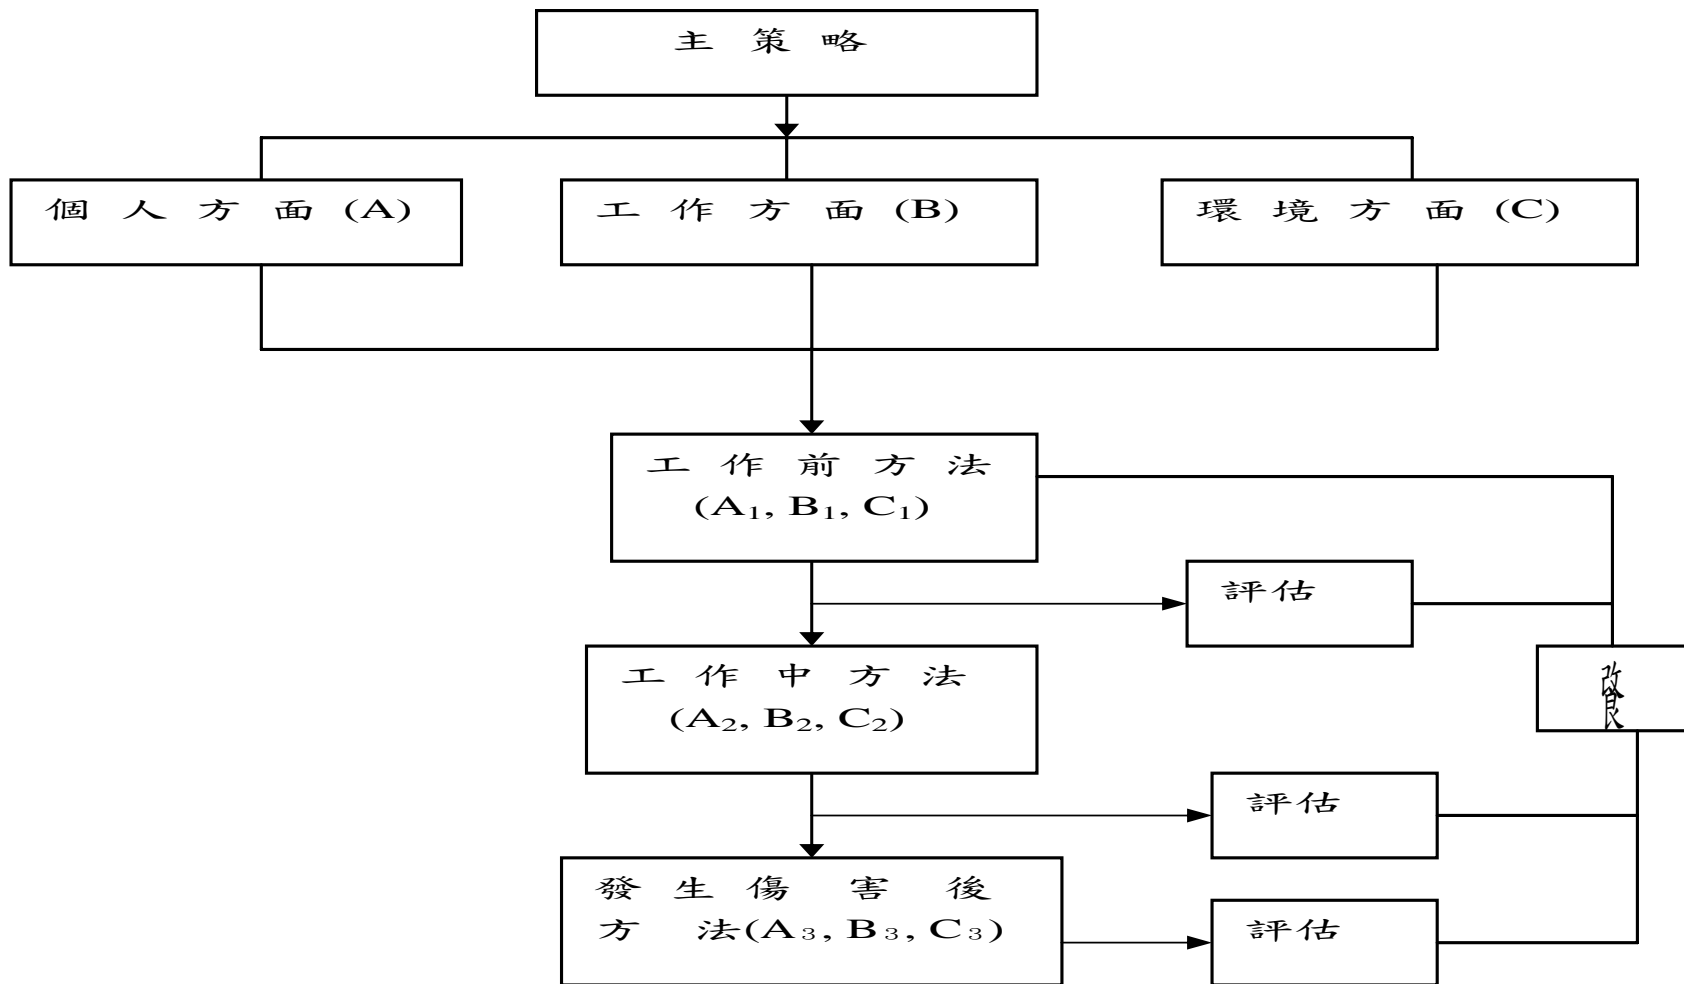 主策略
個人方面(A)
工作方面(B)
環境方面(C)
工作前方法
(A₁, B₁, C₁)
評估
工作中方法
(A₂, B₂, C₂)
改良
評估
發生傷害後
方法(A₃, B₃, C₃)
評估